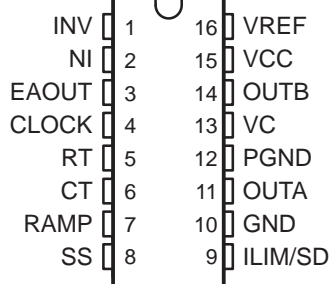 INV 1 16 VREF
NI 2 15 VCC
EAOUT 3 14 OUTB
CLOCK 4 13 VC
RT 5 12 PGND
CT 6 11 OUTA
RAMP 7 10 GND
SS 8 9 ILIM/SD